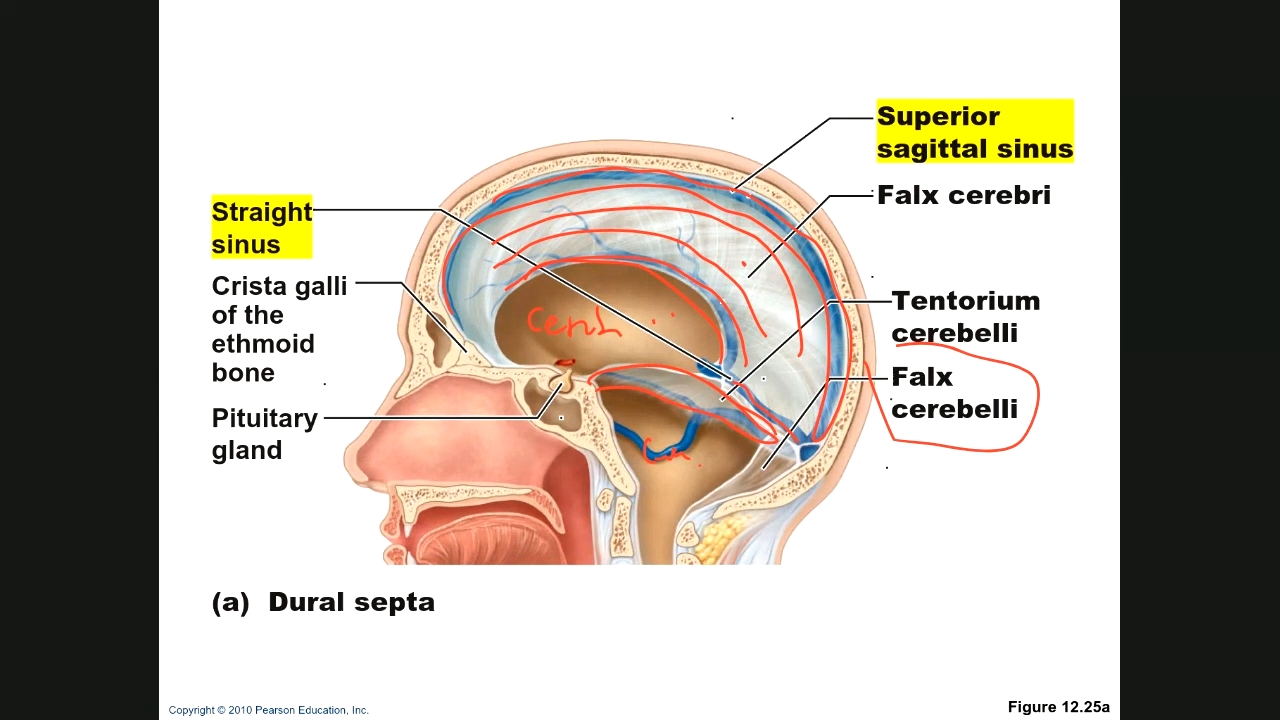 Superior
sagittal sinus
Falx cerebri
Straight
sinus
Crista galli
of the
ethmoid
bone
Pituitary
gland
Tentorium
cerebelli
Falx
cerebelli
(a) Dural septa
Copyright © 2010 Pearson Education, Inc.
Figure 12.25a